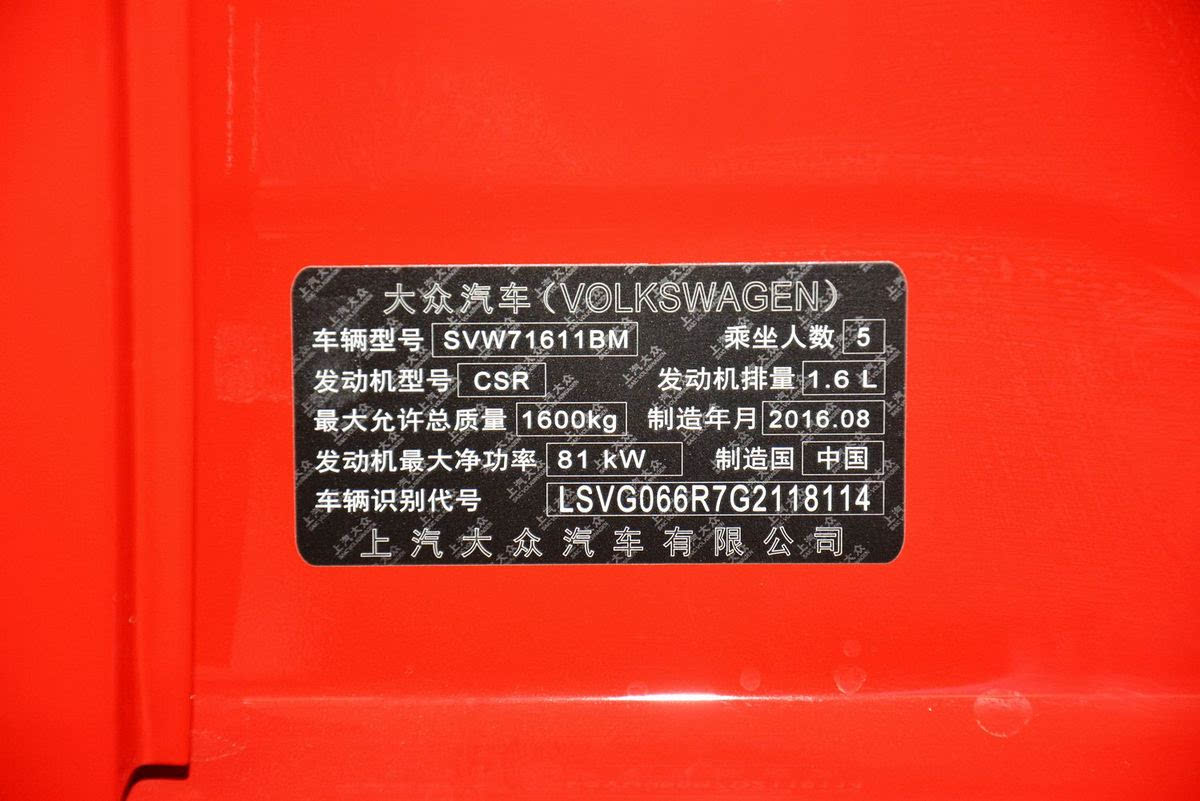 大众汽车(VOLKSWAGEN)
车辆型号 SVW71611BM 乘坐人数 5
发动机型号 CSR 发动机排量 1.6 L
最大允许总质量 1600kg 制造年月 2016.08
发动机最大净功率 81 kW 制造国 中国
车辆识别代号 LSVG066R7G2118114
上汽大众汽车有限公司